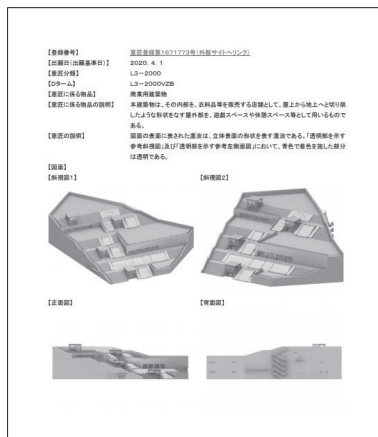 【登録番号】 意匠登録第1671773号(外部サイトへリンク)
【出願日(出願基準日)】 2020. 4. 1
【意匠分類】 L3-2000
【Dターム】 L3-2000VZB
【意匠に係る物品】 商業用建築物
【意匠に係る物品の説明】 本建築物は、その内部を、衣料品等を販売する店舗として、屋上から地上へと切り崩
したような形状をなす屋外部を、遊戯スペースや休憩スペース等として用いるもので
ある。
【意匠の説明】 図面の表面に表された濃淡は、立体表面の形状を表す濃淡である。「透明部を示す
参考斜視図」及び「透明部を示す参考左側面図」において、青色で着色を施した部分
は透明である。
【図面】
【斜視図1】 【斜視図2】
【正面図】 【背面図】